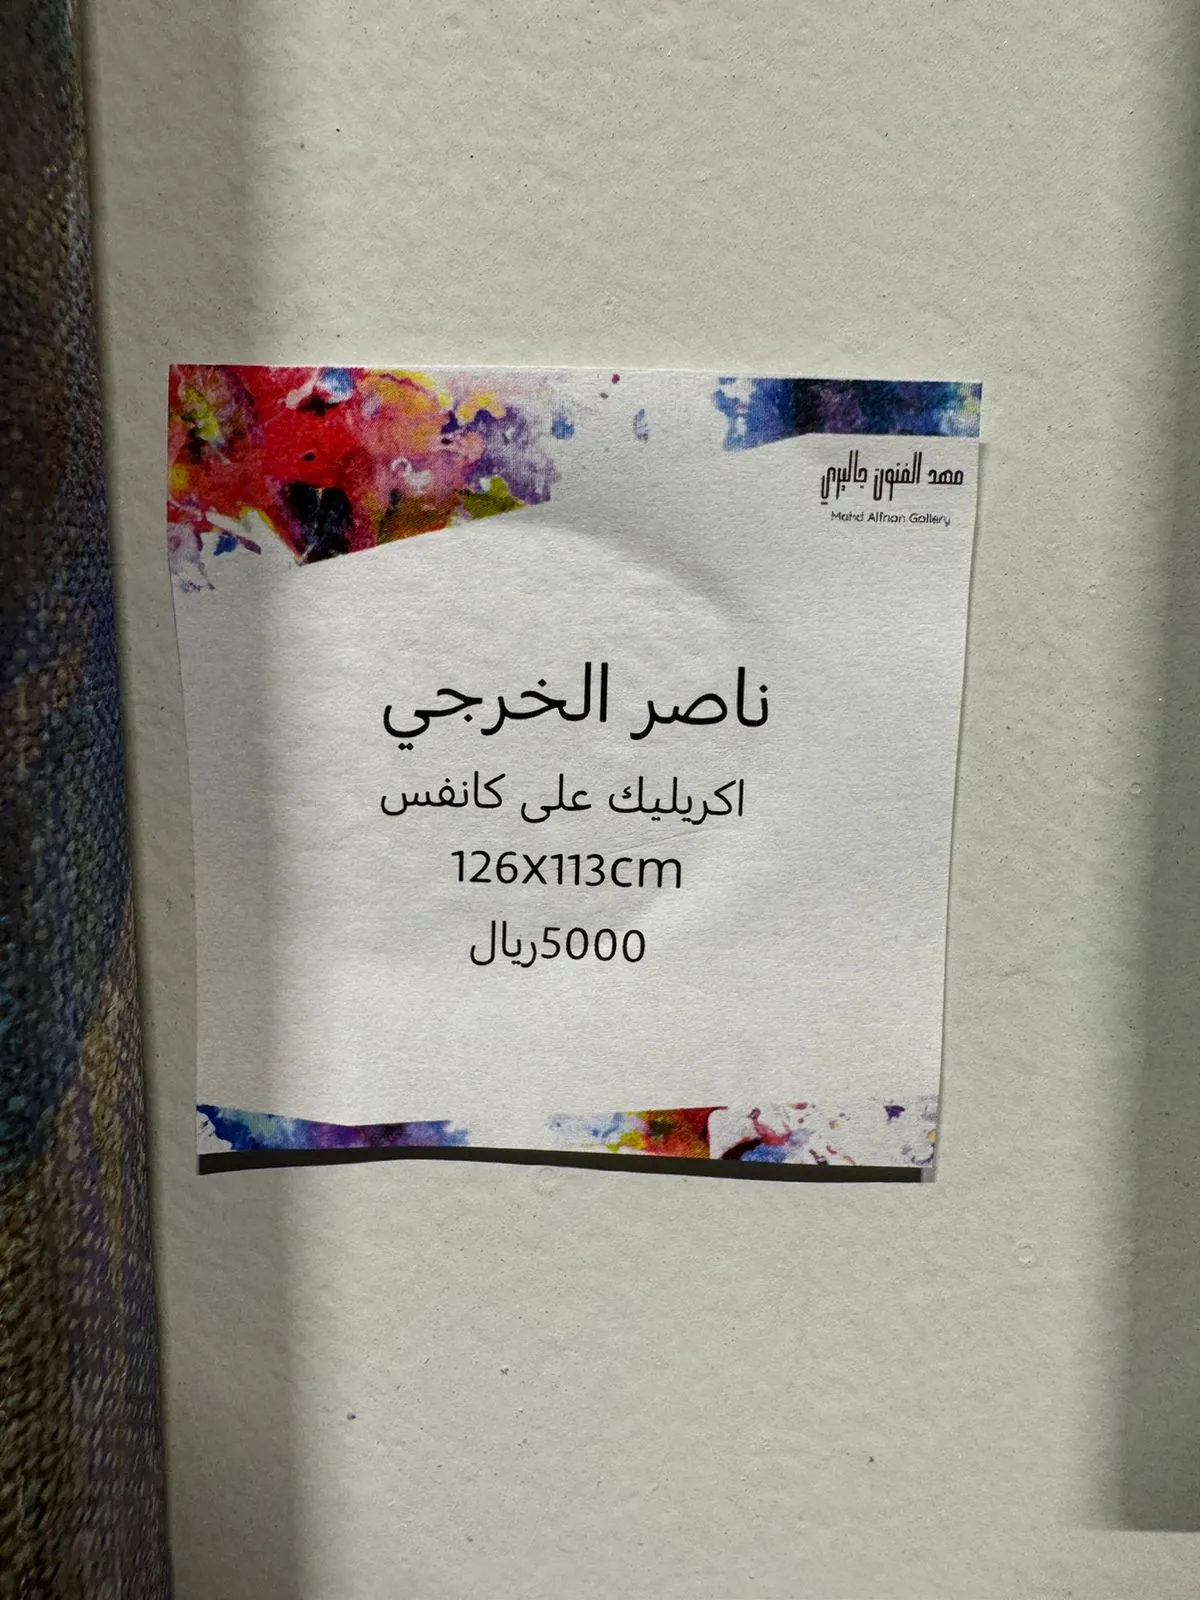 مهد الفنون جاليري
Mahd Alfnon Gallery
ناصر الخرجي
اكريليك على كانفس
126X113cm
5000ريال